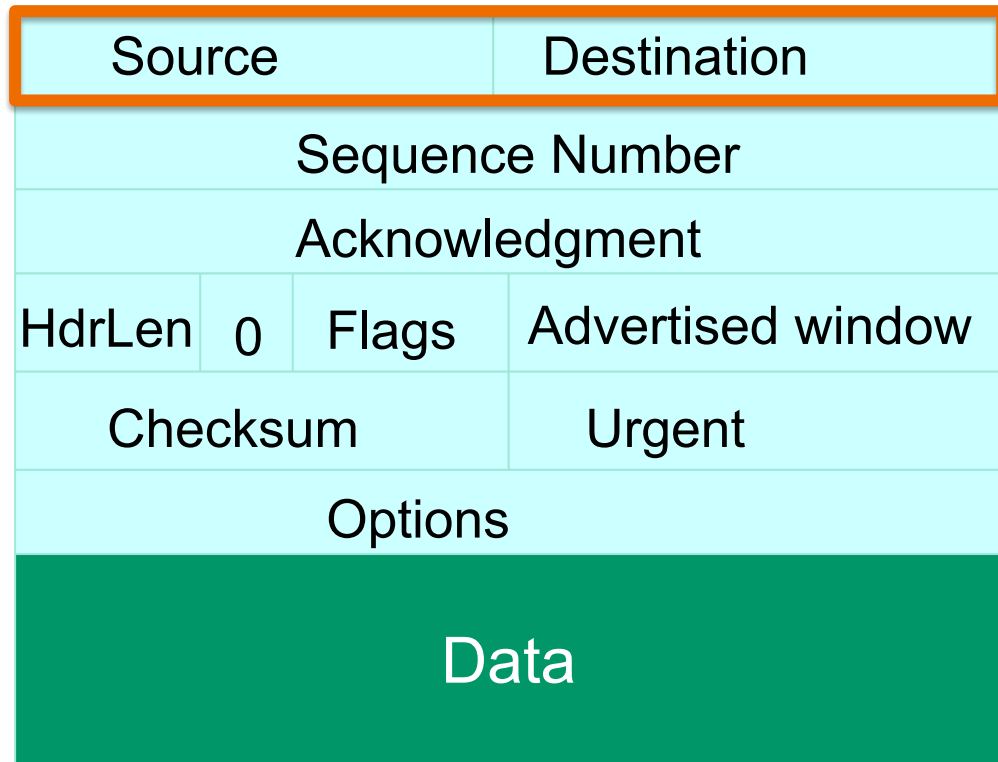 Source Destination
Sequence Number
Acknowledgment
HdrLen 0 Flags Advertised window
Checksum Urgent
Options
Data